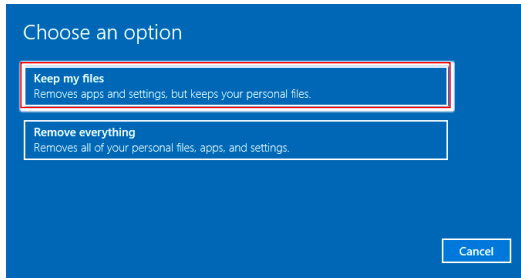 Choose an option
Keep my files
Removes apps and settings, but keeps your personal files.
Remove everything
Removes all of your personal files, apps, and settings.
Cancel